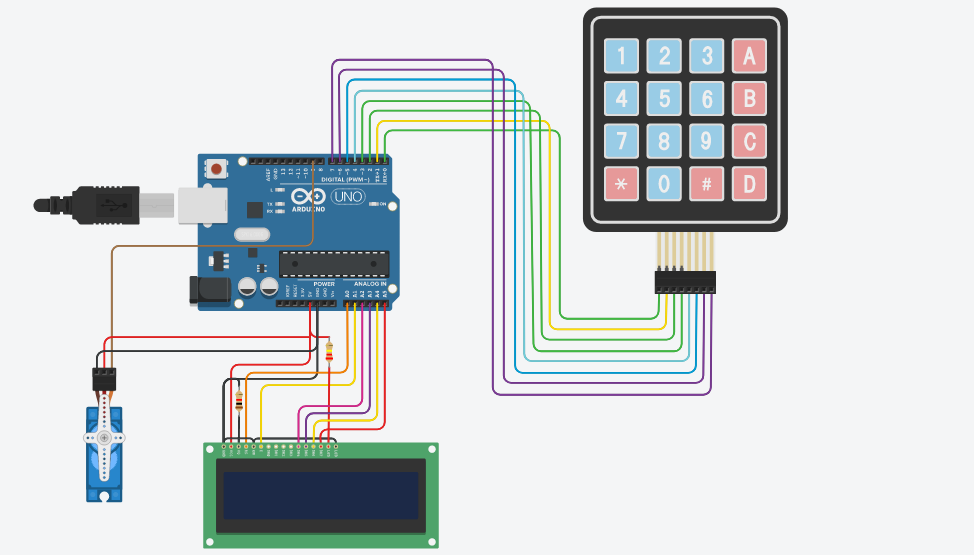 1 2 3 A
4 5 6 B
7 8 9 C
* 0 # D
AREF
GND
13
12
~11
~10
8
7
~6
~5
4
~3
2
TX→1
RX←0
DIGITAL (PWM~)
L
TX
RX
UNO
ON
ARDUINO
POWER
ANALOG IN
IOREF
RESET
3.3V
5V
GND
GND
Vin
A0
A1
A2
A3
A4
A5